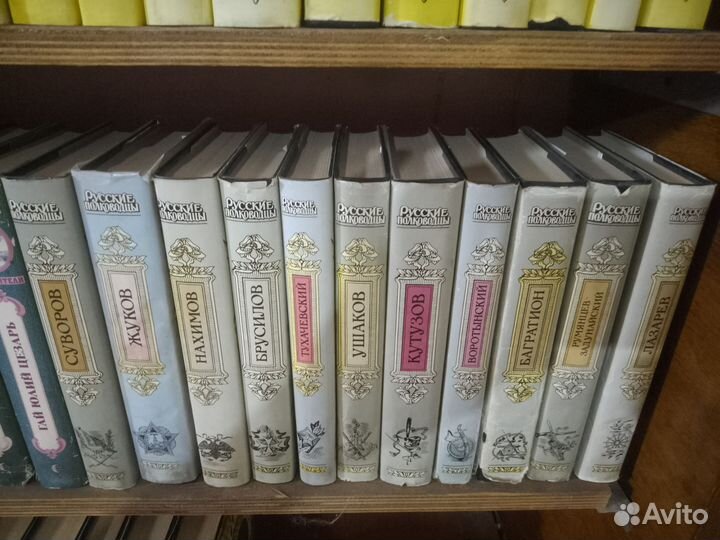 ГАЙ ЮЛИЙ ЦЕЗАРЬ
РУССКИЕ ПОЛКОВОДЦЫ
СУВОРОВ
РУССКИЕ ПОЛКОВОДЦЫ
ЖУКОВ
РУССКИЕ ПОЛКОВОДЦЫ
НАХИМОВ
РУССКИЕ ПОЛКОВОДЦЫ
БРУСИЛОВ
РУССКИЕ ПОЛКОВОДЦЫ
ТУХАЧЕВСКИЙ
РУССКИЕ ПОЛКОВОДЦЫ
УШАКОВ
РУССКИЕ ПОЛКОВОДЦЫ
КУТУЗОВ
РУССКИЕ ПОЛКОВОДЦЫ
ВОРОТЫНСКИЙ
РУССКИЕ ПОЛКОВОДЦЫ
БАГРАТИОН
РУССКИЕ ПОЛКОВОДЦЫ
РУМЯНЦЕВ
ЗАДУНАЙСКИЙ
РУССКИЕ ПОЛКОВОДЦЫ
ЛАЗАРЕВ
Avito